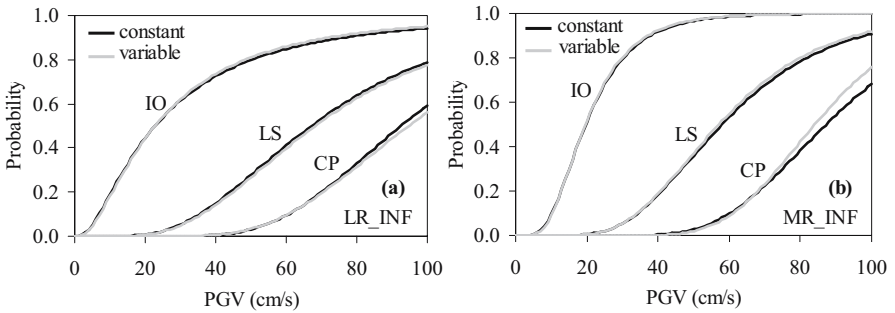 1.0
0.8
0.6
0.4
0.2
0.0
Probability
constant
variable
IO
LS
CP
(a)
LR_INF
0 20 40 60 80 100
PGV (cm/s)
1.0
0.8
0.6
0.4
0.2
0.0
Probability
constant
variable
IO
LS
CP
(b)
MR_INF
0 20 40 60 80 100
PGV (cm/s)